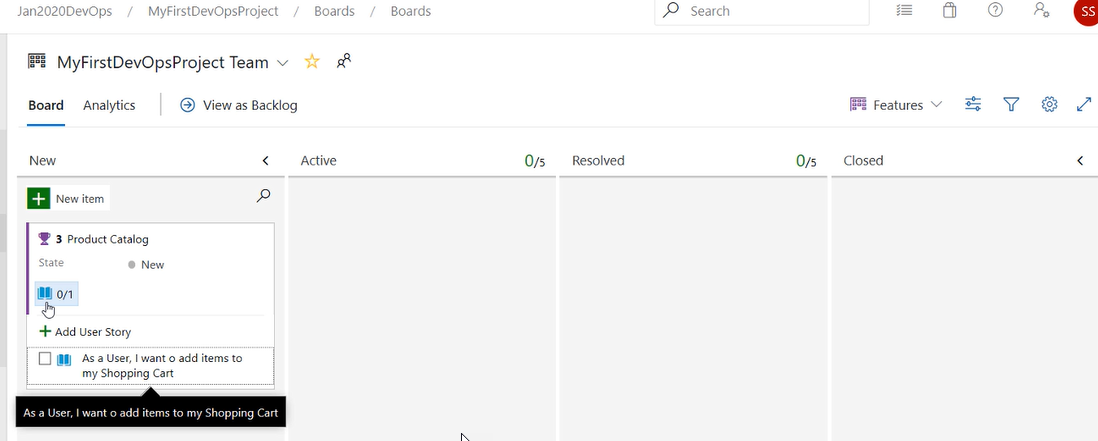 Jan2020DevOps / MyFirstDevOpsProject / Boards / Boards
Search
SS
MyFirstDevOpsProject Team
Board Analytics View as Backlog Features
New Active 0/5 Resolved 0/5 Closed
New item
3 Product Catalog
State New
0/1
Add User Story
As a User, I want o add items to
my Shopping Cart
As a User, I want o add items to my Shopping Cart